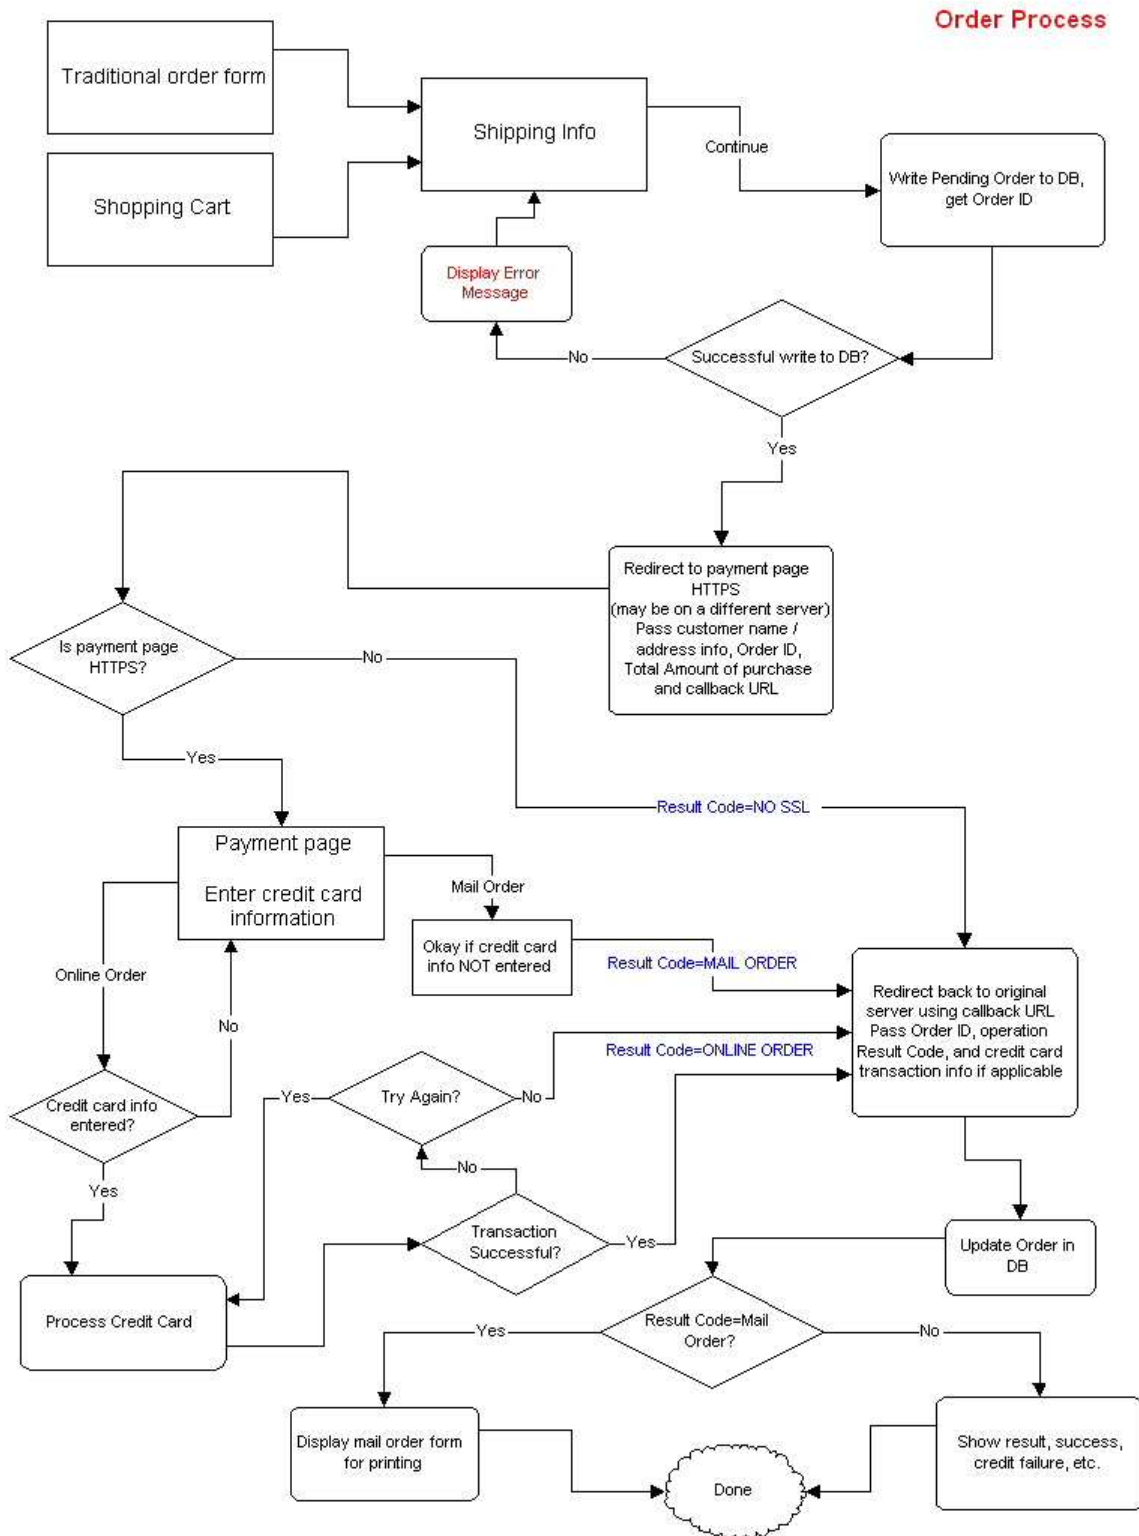 Order Process
Traditional order form
Shipping Info
Continue
Write Pending Order to DB,
get Order ID
Shopping Cart
Display Error
Message
No
Successful write to DB?
Yes
Redirect to payment page
HTTPS
(may be on a different server)
Pass customer name /
address info, Order ID,
Total Amount of purchase
and callback URL
Is payment page
HTTPS?
No
Yes
Result Code=NO SSL
Payment page
Enter credit card
information
Mail Order
Okay if credit card
info NOT entered
Result Code=MAIL ORDER
Online Order
No
Redirect back to original
server using callback URL
Pass Order ID, operation
Result Code, and credit card
transaction info if applicable
Result Code=ONLINE ORDER
Credit card info
entered?
Yes
Try Again?
No
No
Yes
Transaction
Successful?
Yes
Update Order in
DB
Process Credit Card
Result Code=Mail
Order?
Yes
No
Display mail order form
for printing
Done
Show result, success,
credit failure, etc.